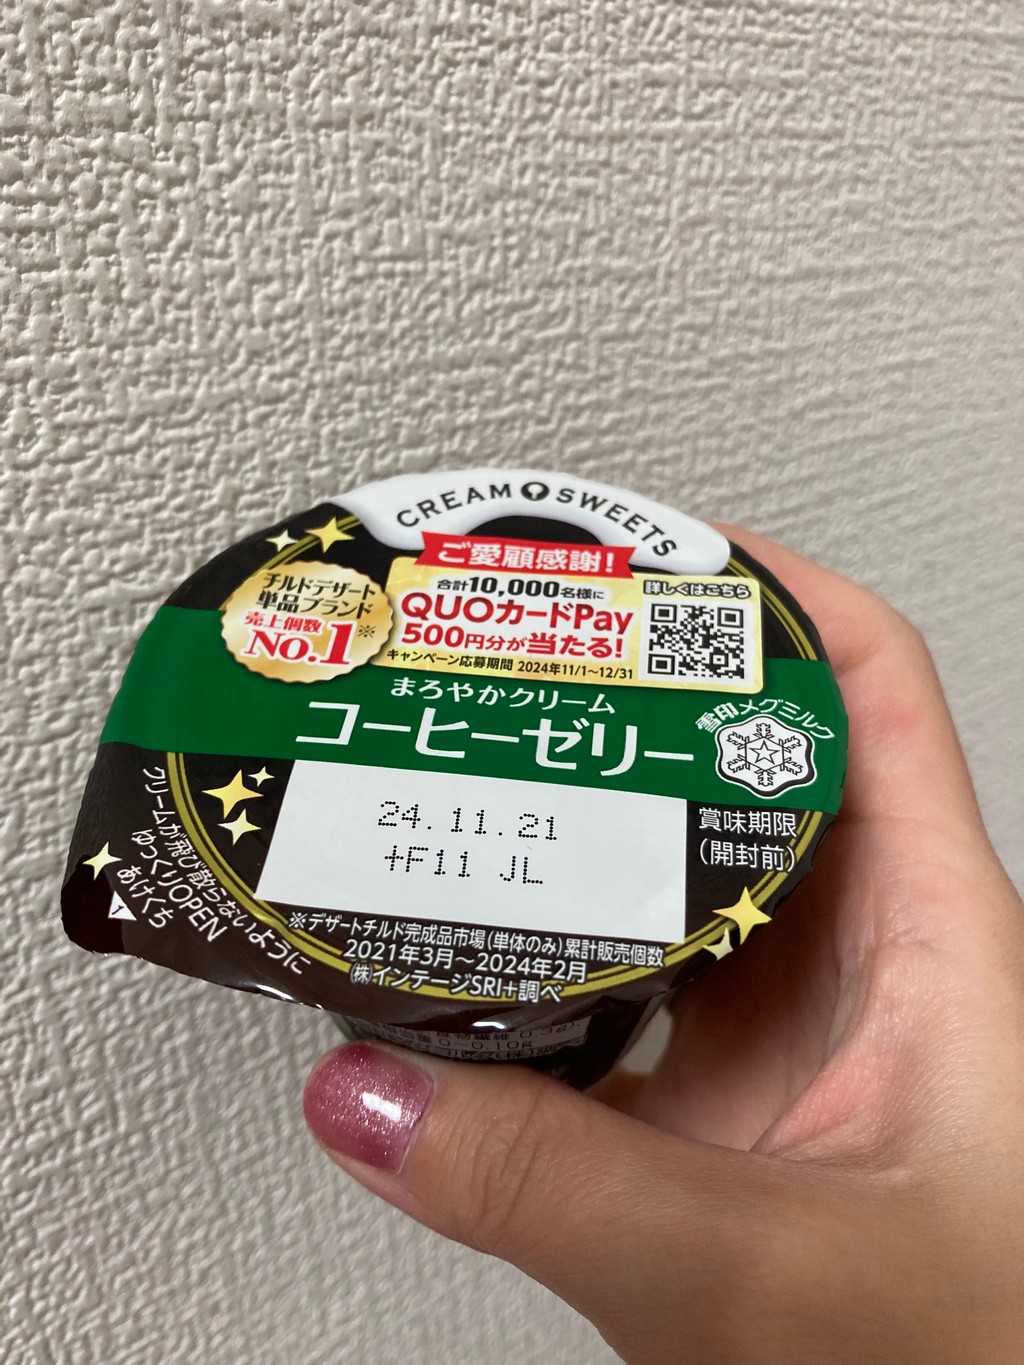 CREAM SWEETS
ご愛顧感謝!
チルドデザート
単品ブランド
売上個数
No.1※
合計10,000名様に
QUOカードPay
500円分が当たる!
キャンペーン応募期間 2024年11/1~12/31
詳しくはこちら
まろやかクリーム
コーヒーゼリー
雪印メグミルク
24.11.21
+F11 JL
賞味期限
(開封前)
クリームが飛び散らないように
ゆっくりOPEN
あけくち
1
※デザートチルド完成品市場(単体のみ)累計販売個数
2021年3月~2024年2月
㈱インテージSRI+調べ
0.3g)、
0~0.10g